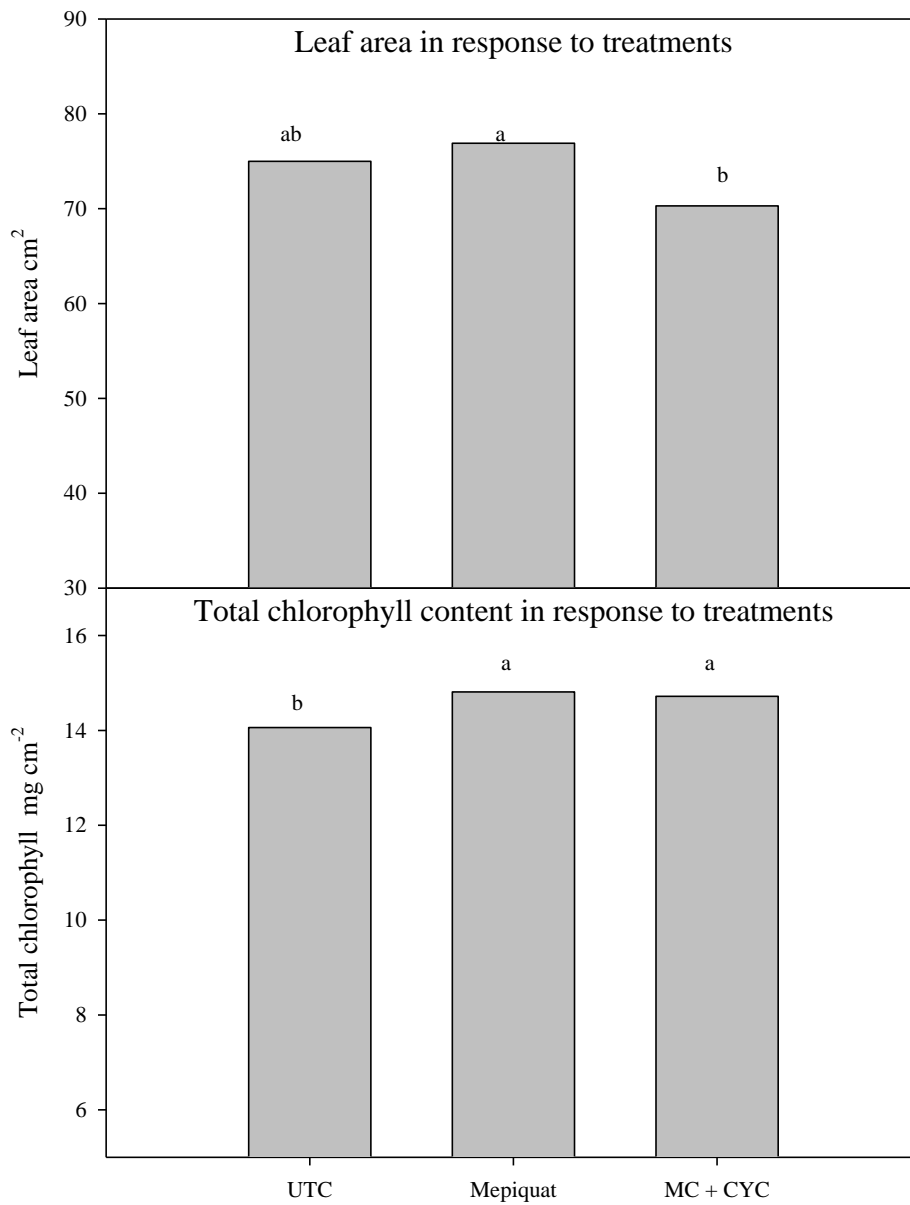 Leaf area in response to treatments
90
80
70
60
50
40
30
Leaf area cm²
ab
a
b
Total chlorophyll content in response to treatments
16
14
12
10
8
6
Total chlorophyll mg cm⁻²
b
a
a
UTC
Mepiquat
MC + CYC